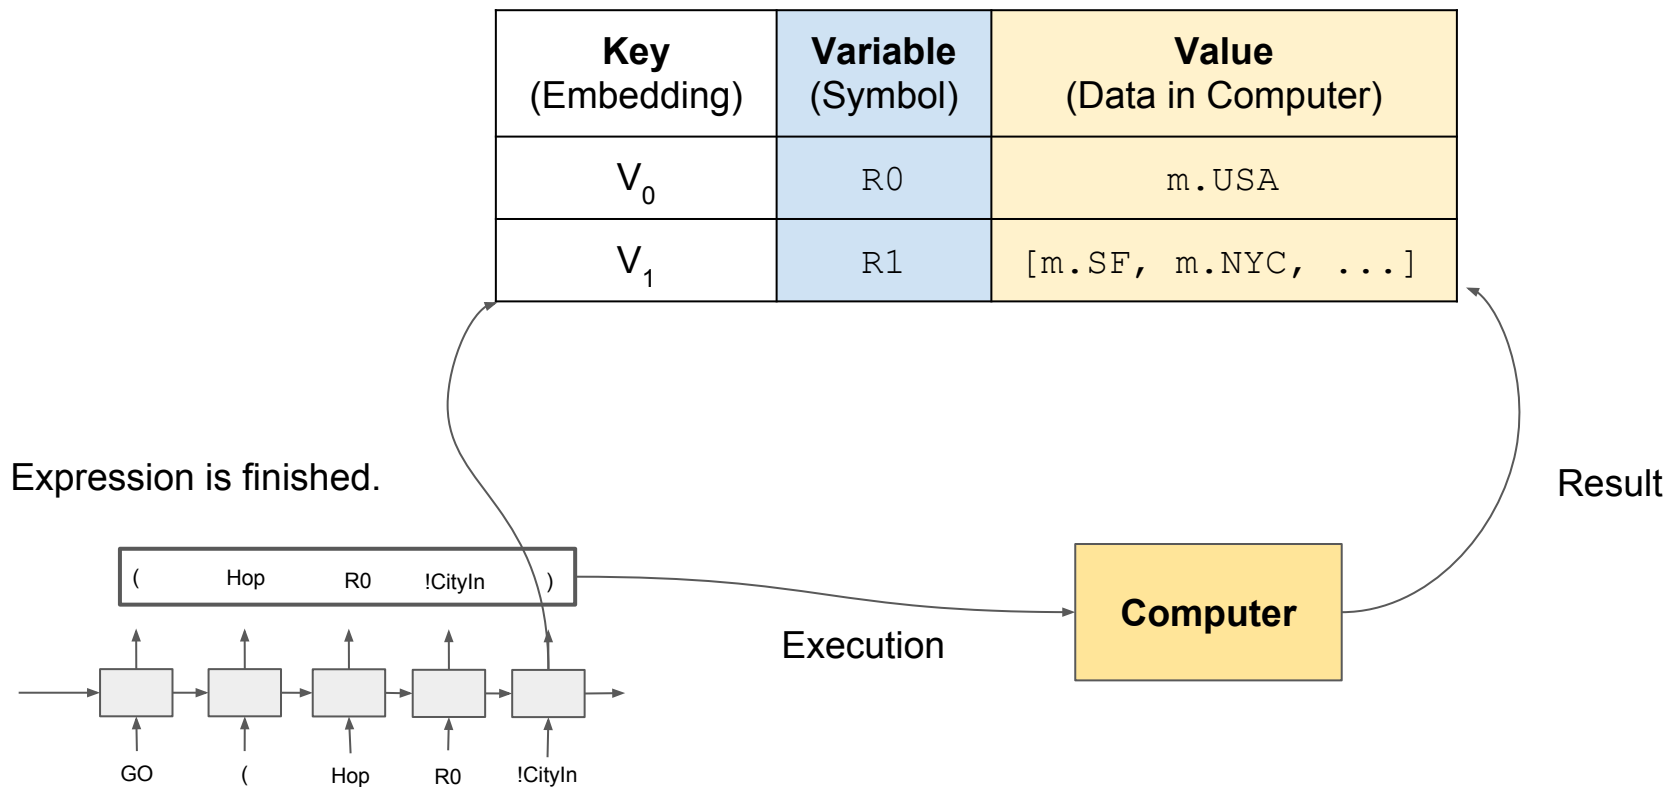 Key Variable Value
(Embedding) (Symbol) (Data in Computer)
V0 R0 m.USA
V1 R1 [m.SF, m.NYC, ...]
Expression is finished.
Result
( Hop R0 !CityIn )
Computer
Execution
GO ( Hop R0 !CityIn